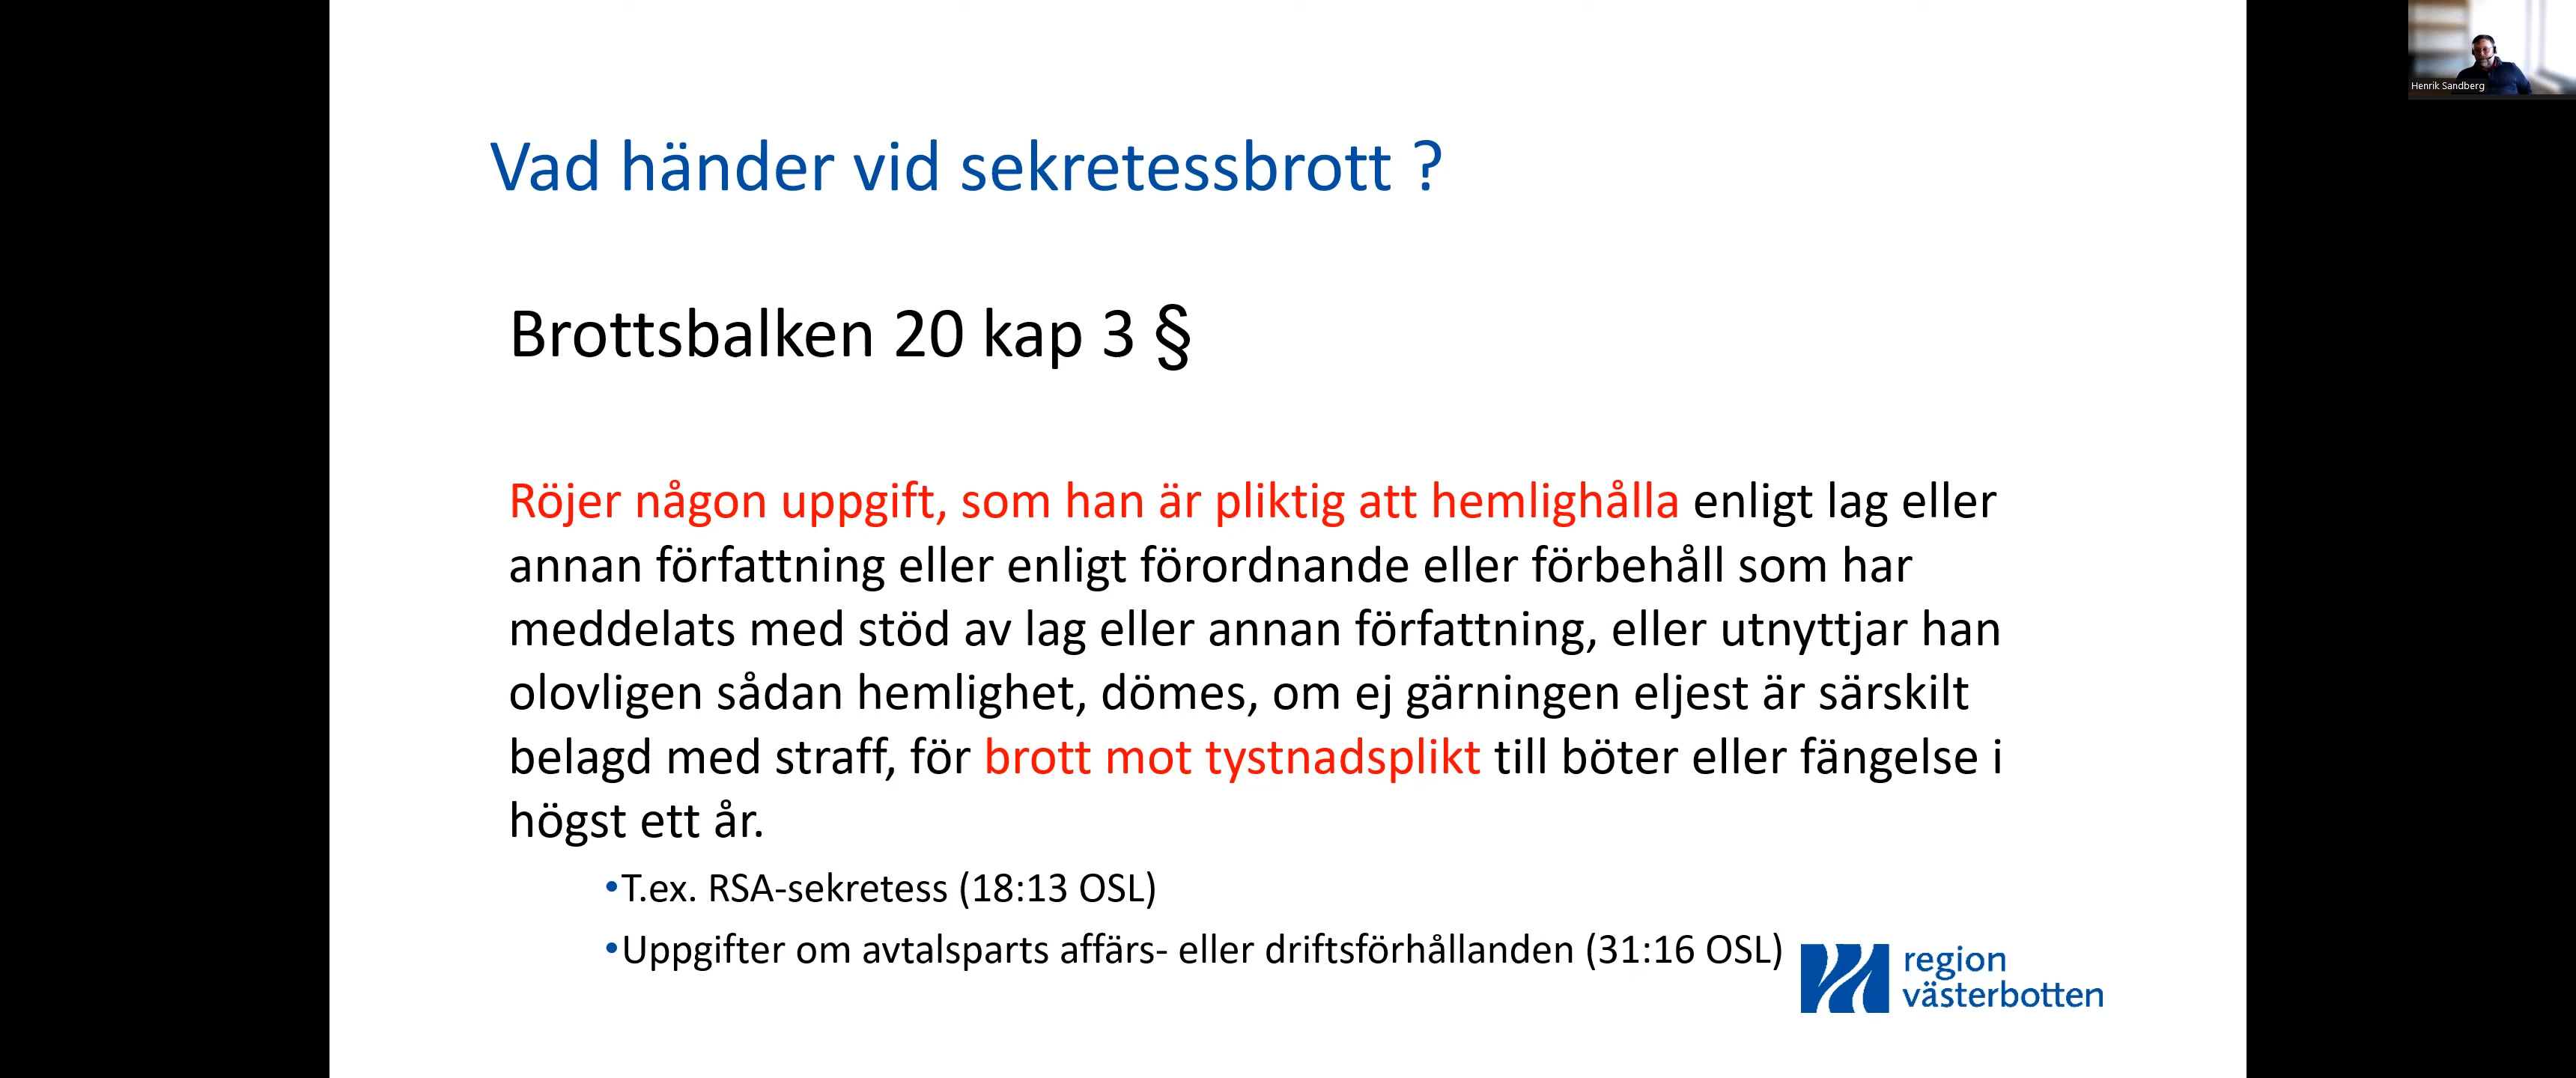 Henrik Sandberg
Vad händer vid sekretessbrott ?
Brottsbalken 20 kap 3 §
Röjer någon uppgift, som han är pliktig att hemlighålla enligt lag eller
annan författning eller enligt förordnande eller förbehåll som har
meddelats med stöd av lag eller annan författning, eller utnyttjar han
olovligen sådan hemlighet, dömes, om ej gärningen eljest är särskilt
belagd med straff, för brott mot tystnadsplikt till böter eller fängelse i
högst ett år.
•T.ex. RSA-sekretess (18:13 OSL)
•Uppgifter om avtalsparts affärs- eller driftsförhållanden (31:16 OSL)
region
västerbotten